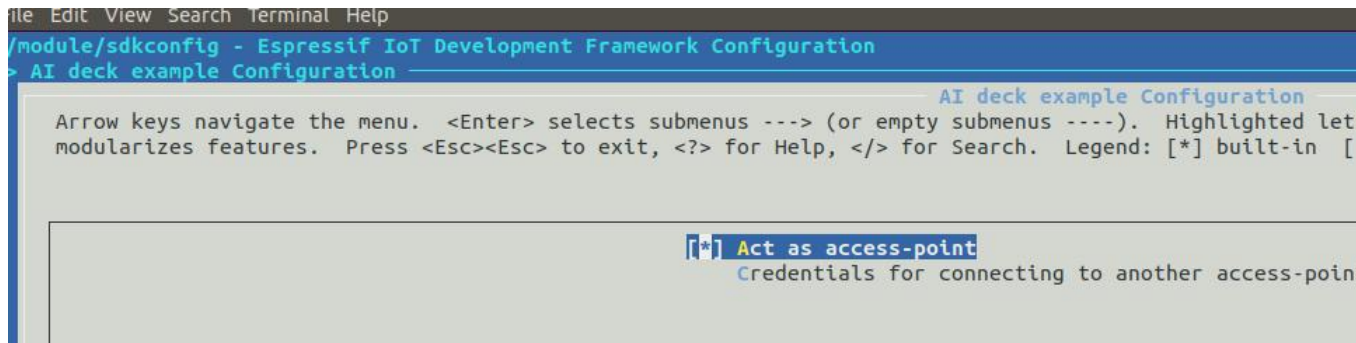 File Edit View Search Terminal Help
/module/sdkconfig - Espressif IoT Development Framework Configuration
> AI deck example Configuration
AI deck example Configuration
Arrow keys navigate the menu. <Enter> selects submenus ---> (or empty submenus ----). Highlighted let
modularizes features. Press <Esc><Esc> to exit, <?> for Help, </> for Search. Legend: [*] built-in [
[*] Act as access-point
Credentials for connecting to another access-poin